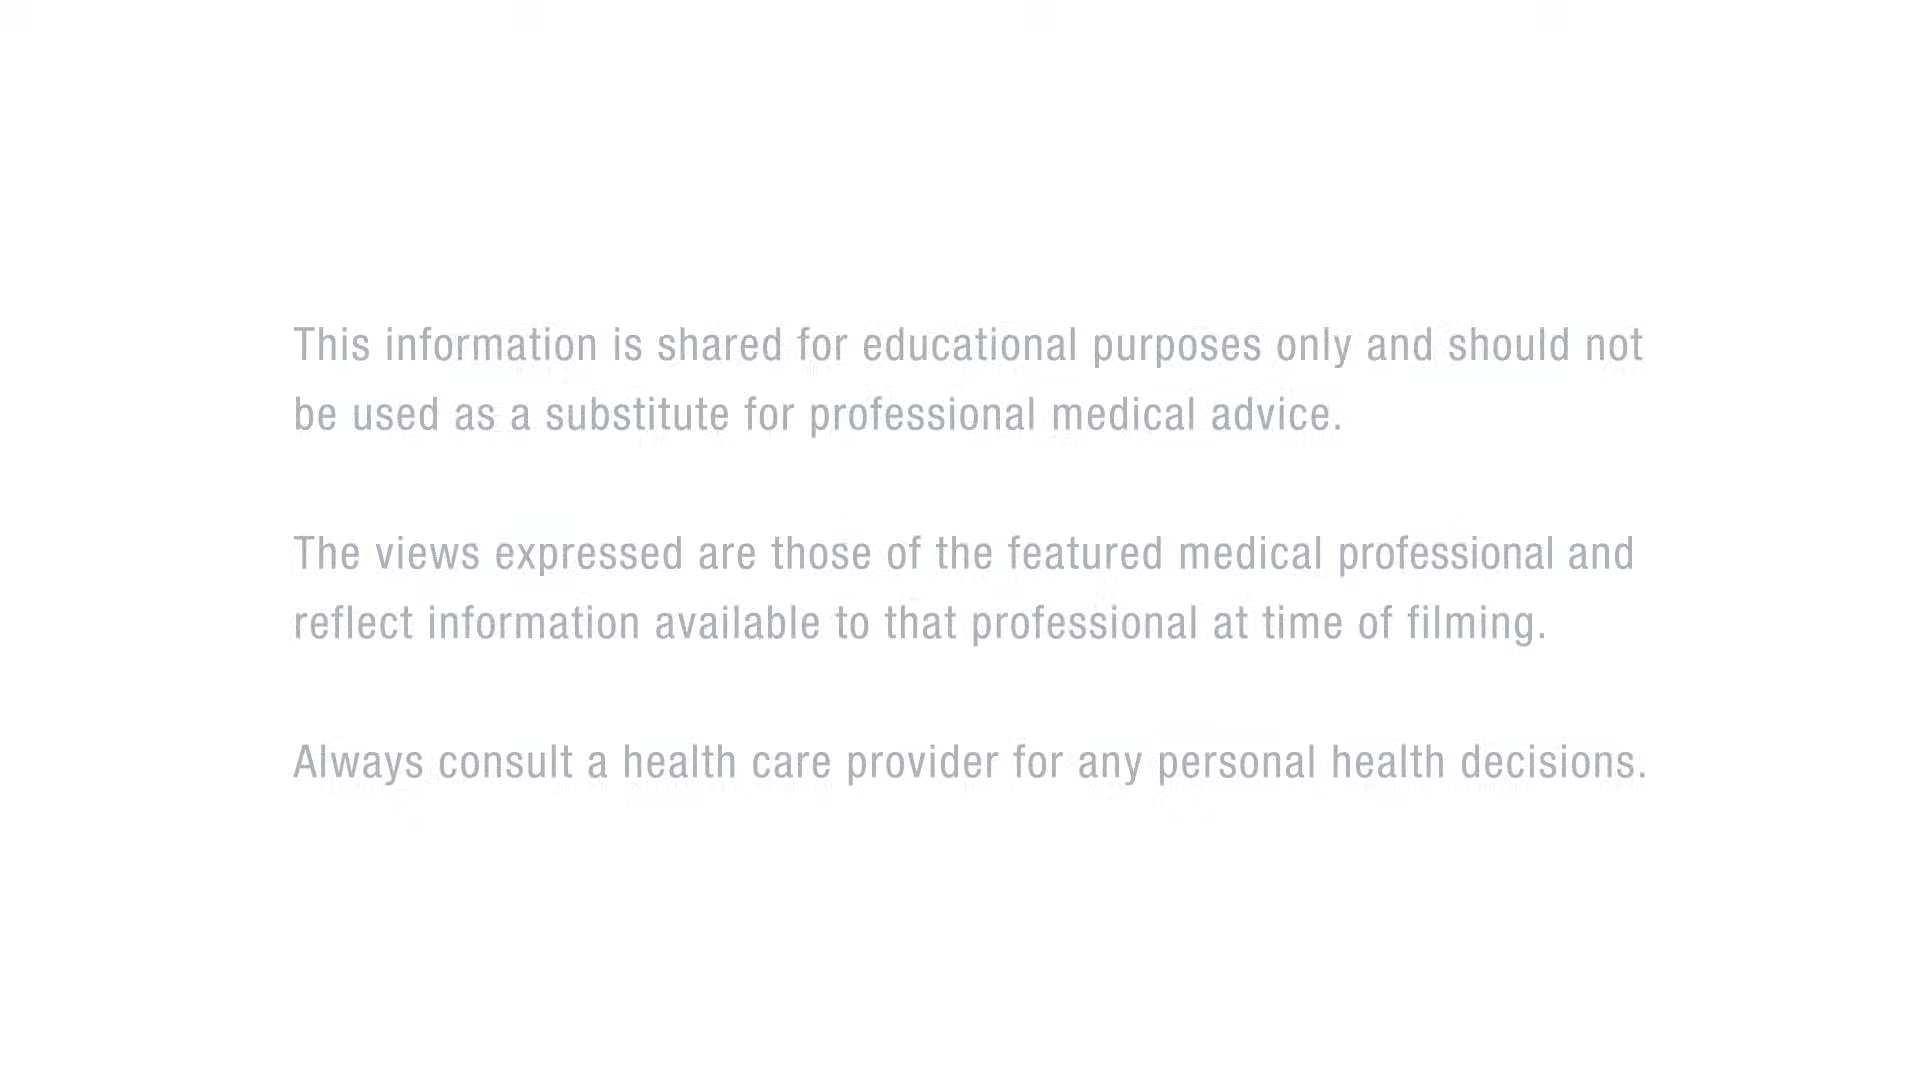 This information is shared for educational purposes only and should not
be used as a substitute for professional medical advice.
The views expressed are those of the featured medical professional and
reflect information available to that professional at time of filming.
Always consult a health care provider for any personal health decisions.